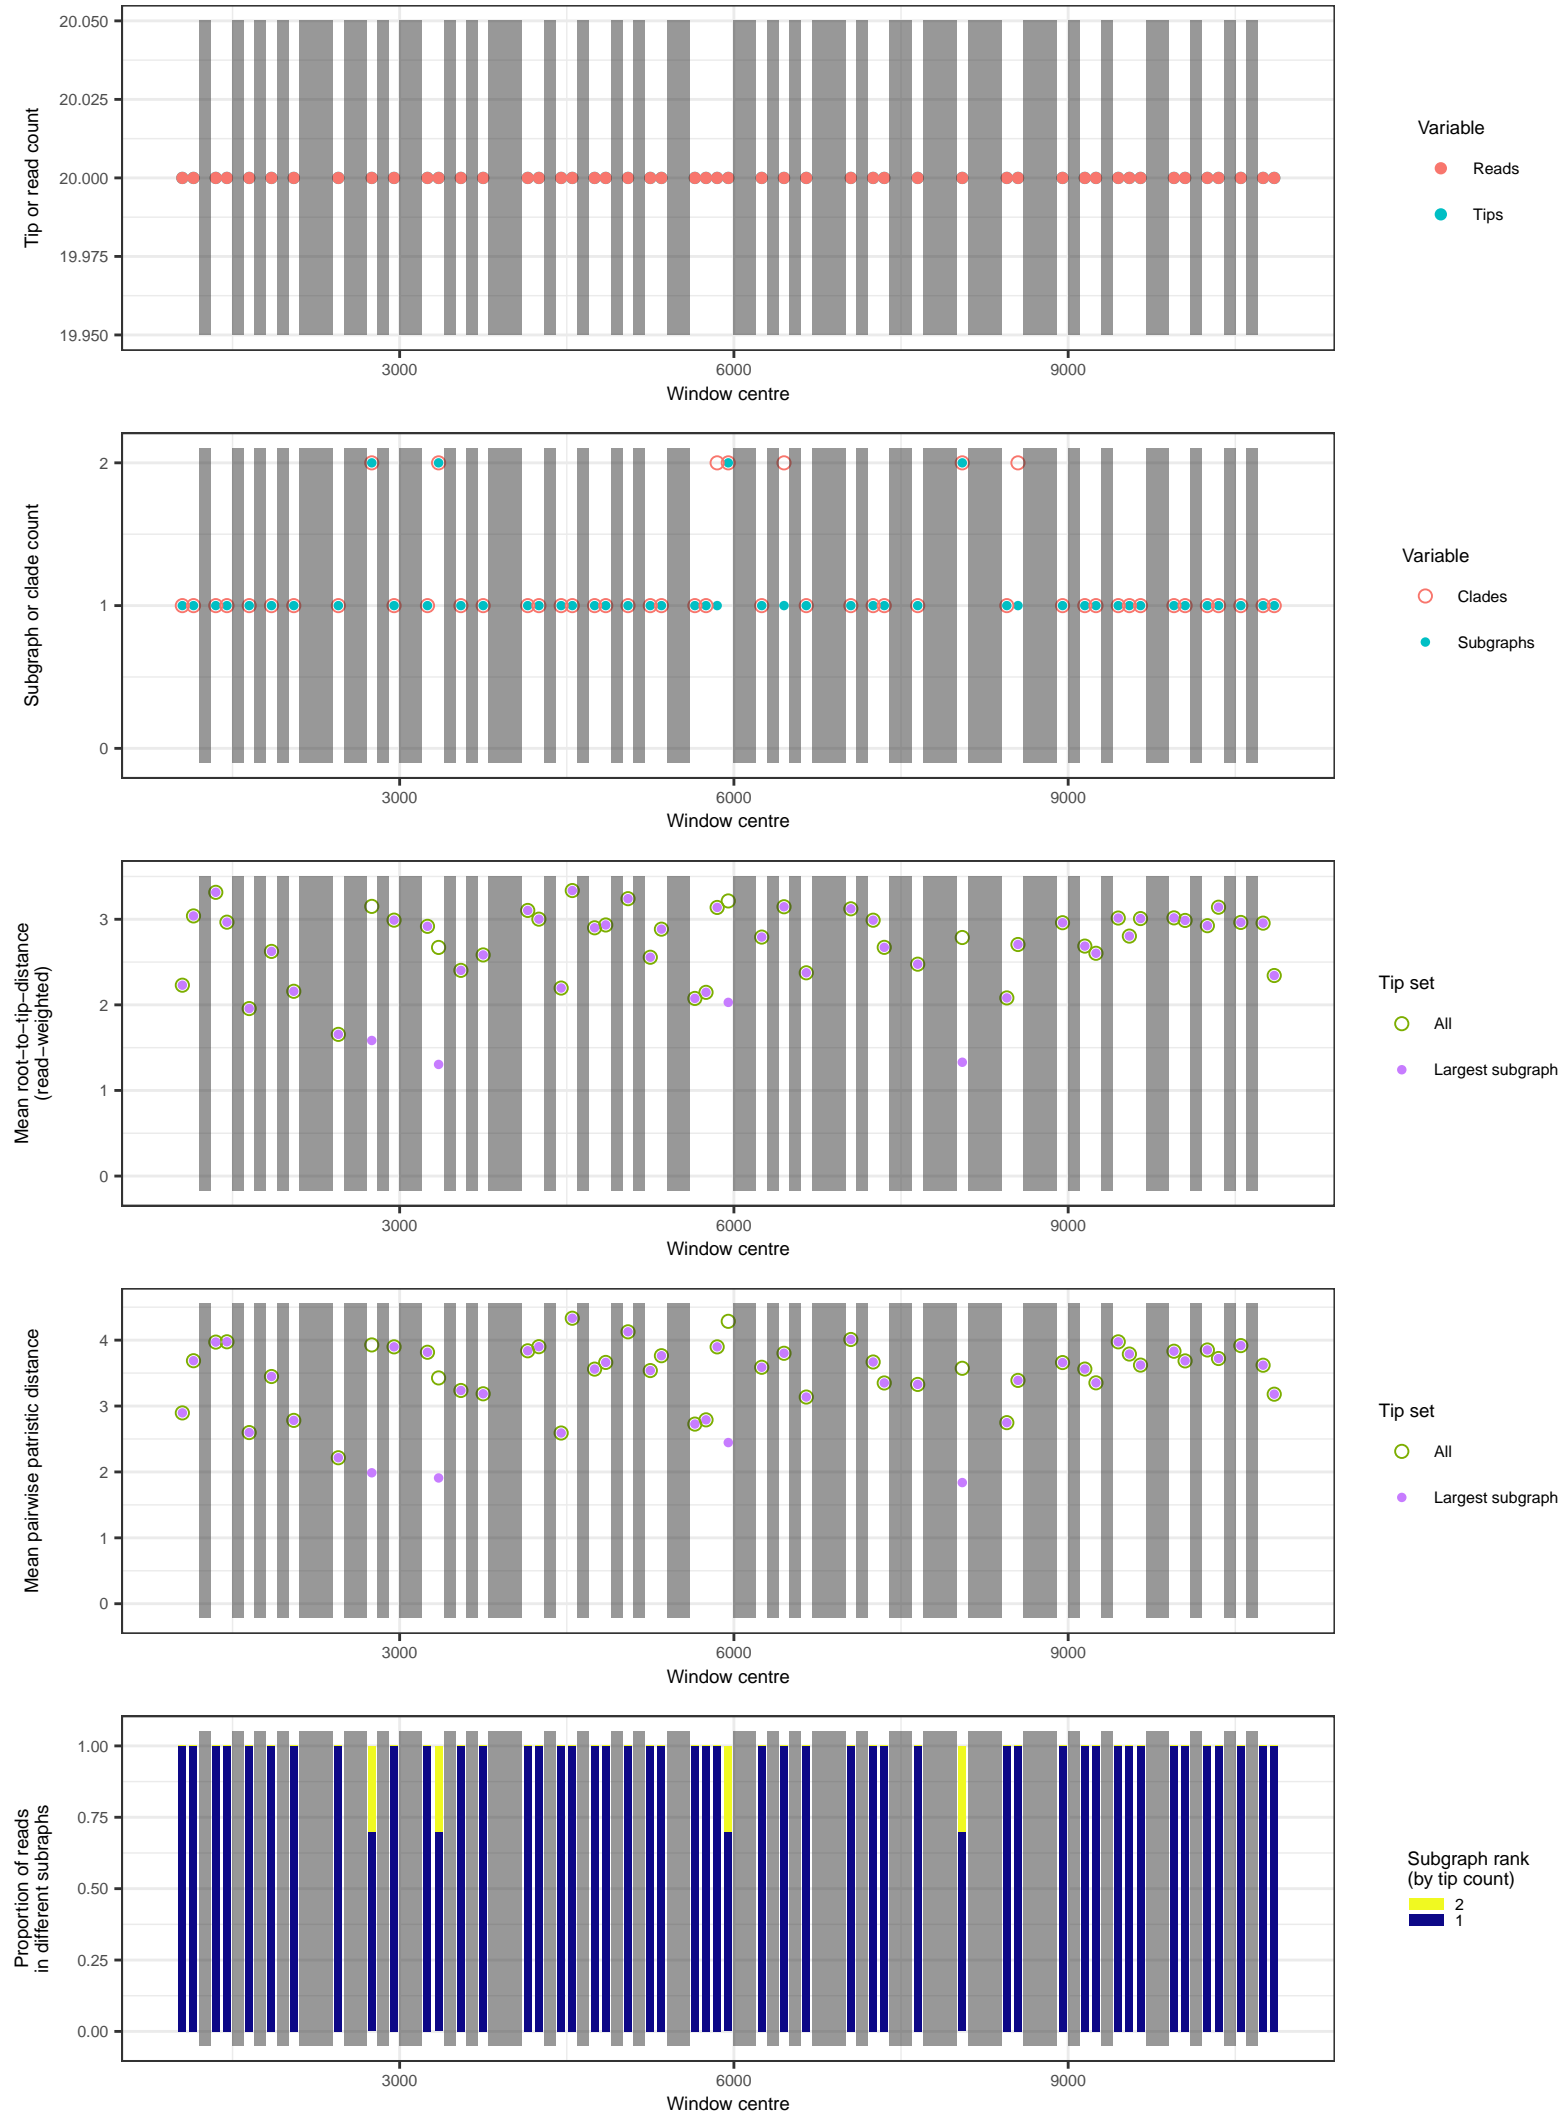 20.050
20.025
20.000
19.975
19.950
Tip or read count
3000
6000
9000
Window centre
Variable
Reads
Tips
2
1
0
Subgraph or clade count
3000
6000
9000
Window centre
Variable
Clades
Subgraphs
3
2
1
0
Mean root−to−tip−distance
(read−weighted)
3000
6000
9000
Window centre
Tip set
All
Largest subgraph
4
3
2
1
0
Mean pairwise patristic distance
3000
6000
9000
Window centre
Tip set
All
Largest subgraph
1.00
0.75
0.50
0.25
0.00
Proportion of reads
in different subraphs
3000
6000
9000
Window centre
Subgraph rank
(by tip count)
2
1